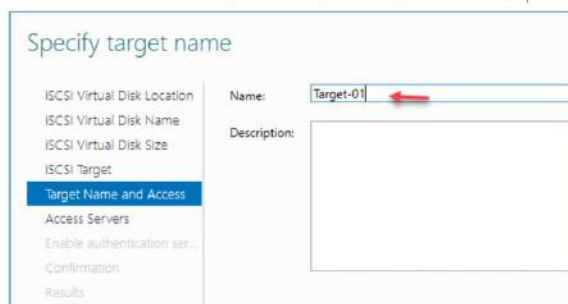 Specify target name
iSCSI Virtual Disk Location
iSCSI Virtual Disk Name
iSCSI Virtual Disk Size
iSCSI Target
Target Name and Access
Access Servers
Enable authentication ser...
Confirmation
Results
Name:
Target-01
Description: